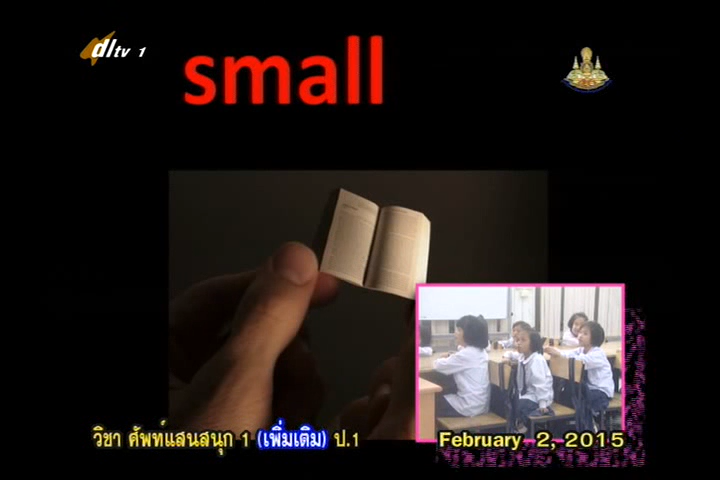 dltv 1
small
วิชา ศัพท์แสนสนุก 1 (เพิ่มเติม) ป.1
February 2, 2015